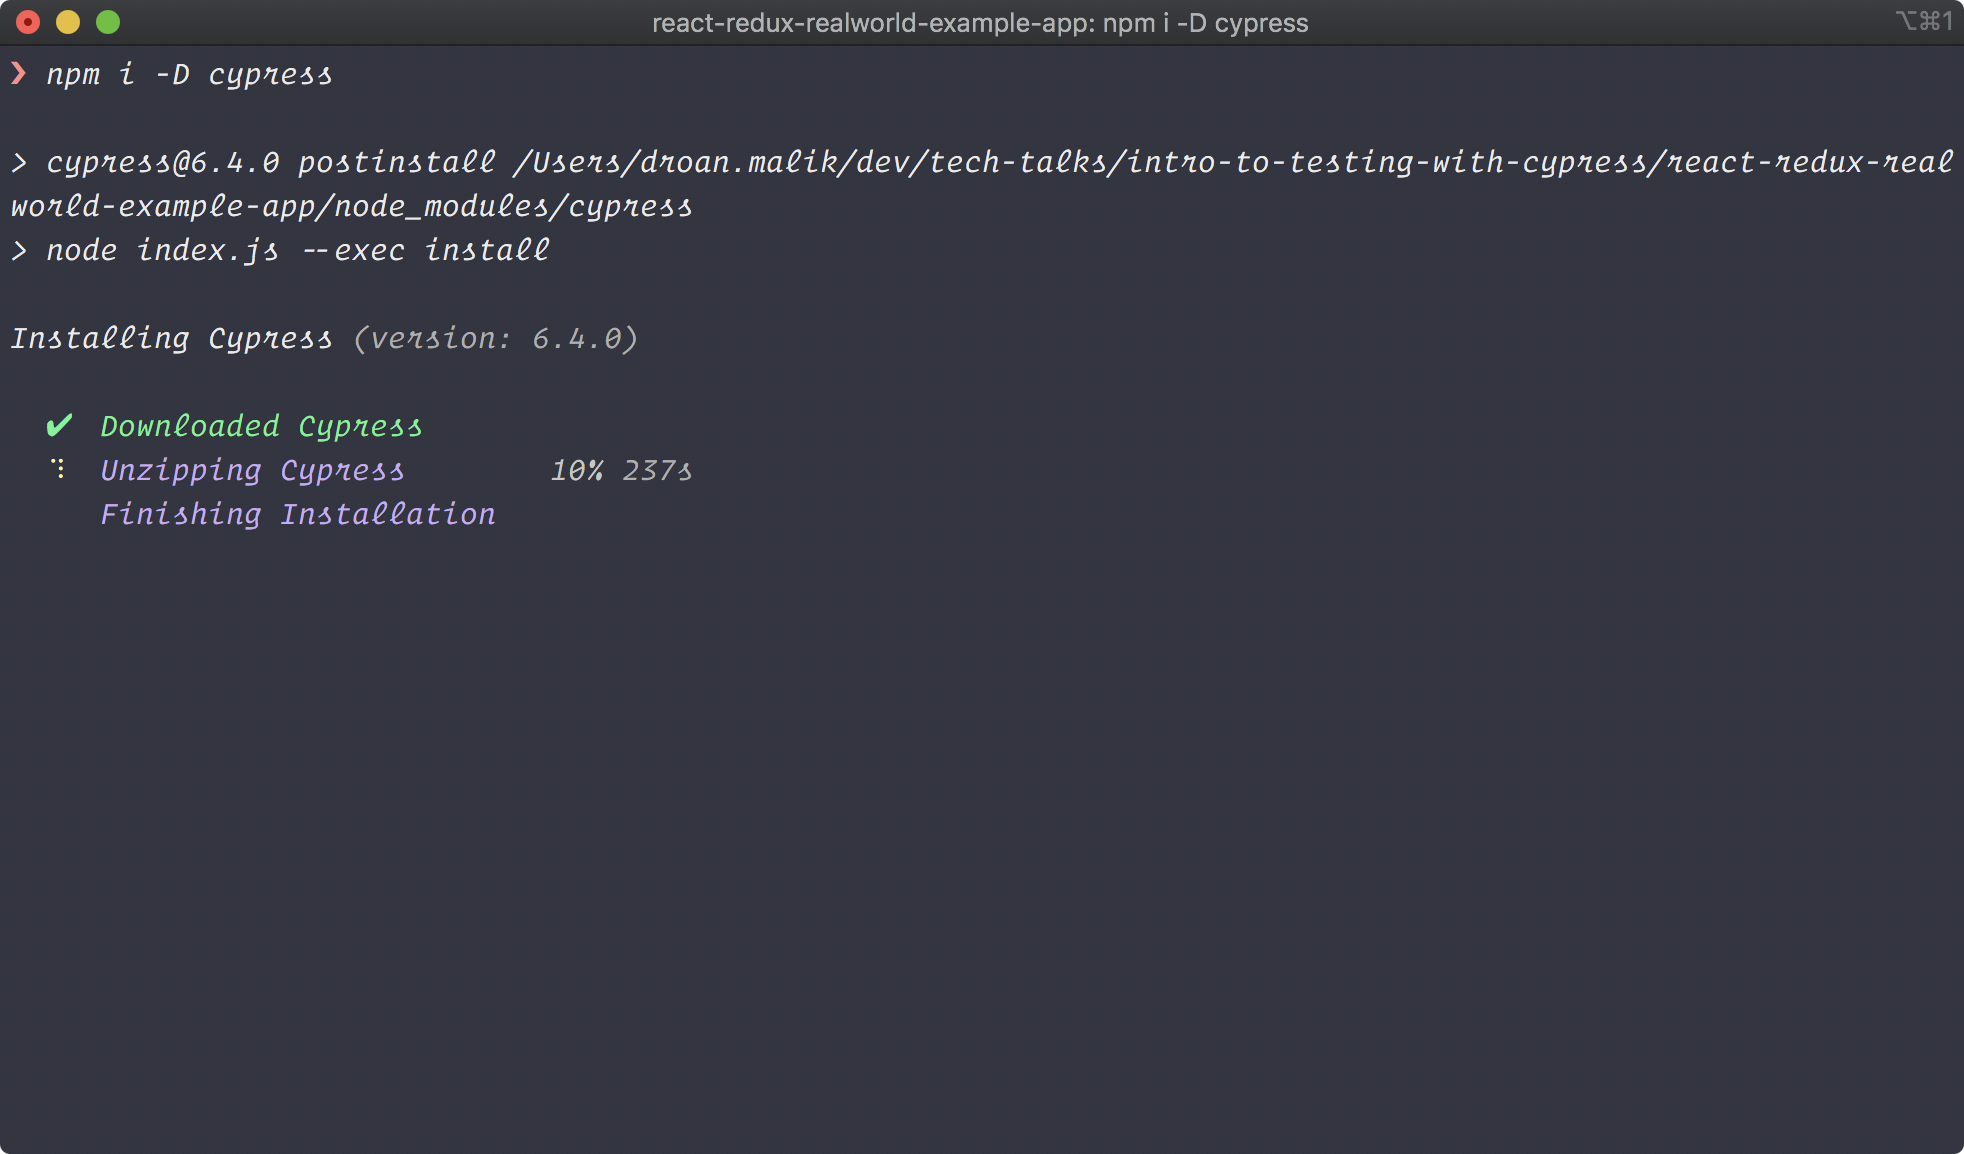 react-redux-realworld-example-app: npm i -D cypress
⌥⌘1
❯ npm i -D cypress
> cypress@6.4.0 postinstall /Users/droan.malik/dev/tech-talks/intro-to-testing-with-cypress/react-redux-real
world-example-app/node_modules/cypress
> node index.js --exec install
Installing Cypress (version: 6.4.0)
✔ Downloaded Cypress
⠹ Unzipping Cypress 10% 237s
Finishing Installation